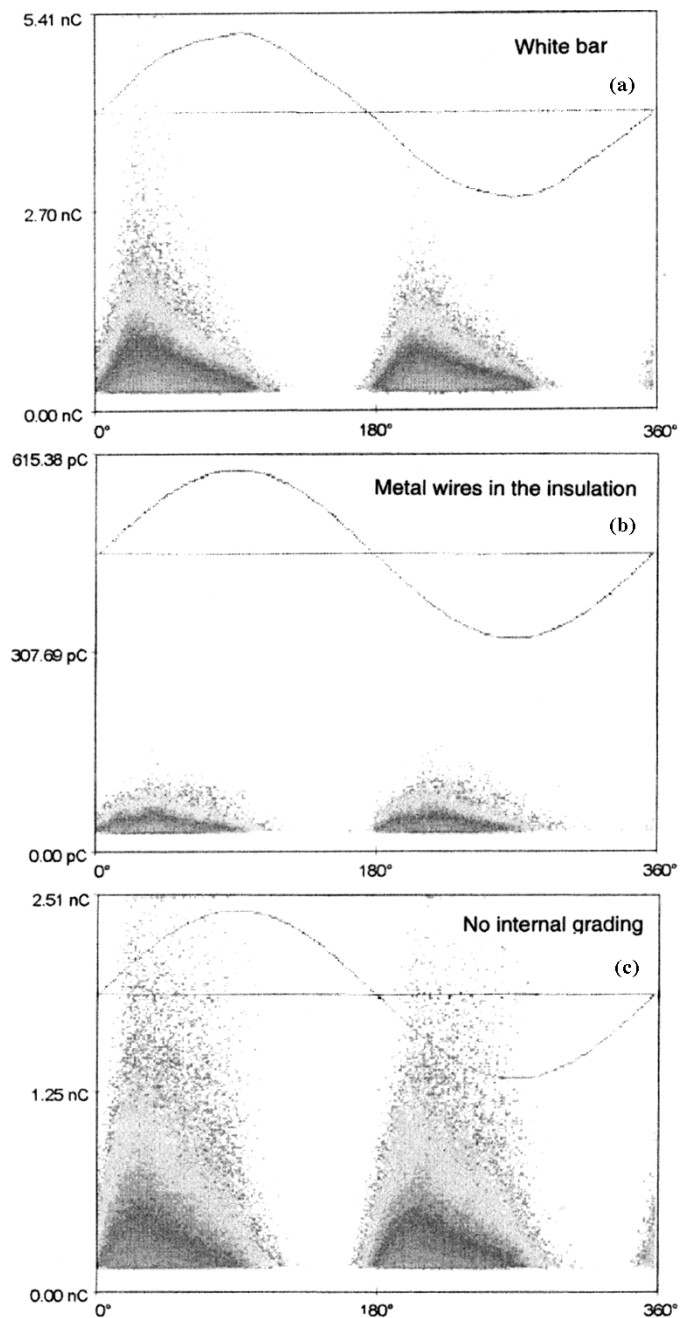 5.41 nC
White bar
(a)
2.70 nC
0.00 nC
0° 180° 360°
615.38 pC
Metal wires in the insulation
(b)
307.69 pC
0.00 pC
0° 180° 360°
2.51 nC
No internal grading
(c)
1.25 nC
0.00 nC
0° 180° 360°